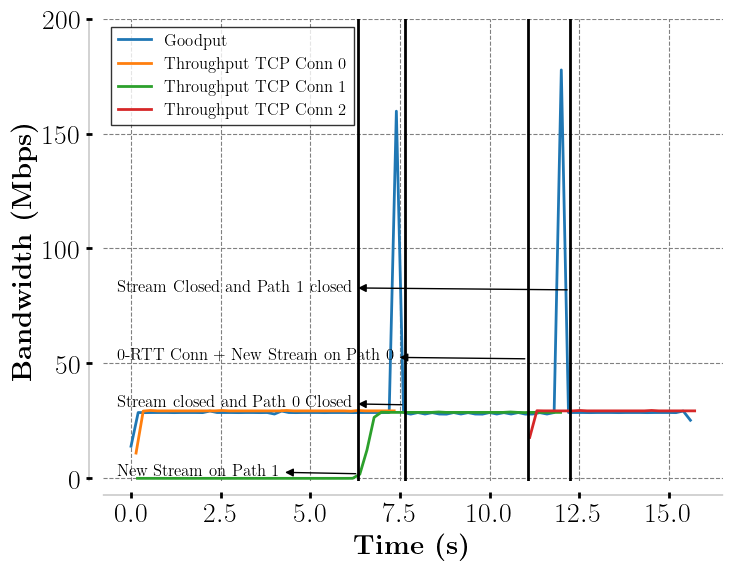 200
150
100
50
0
Bandwidth (Mbps)
Goodput
Throughput TCP Conn 0
Throughput TCP Conn 1
Throughput TCP Conn 2
Stream Closed and Path 1 closed
0-RTT Conn + New Stream on Path 0
Stream closed and Path 0 Closed
New Stream on Path 1
0.0 2.5 5.0 7.5 10.0 12.5 15.0
Time (s)